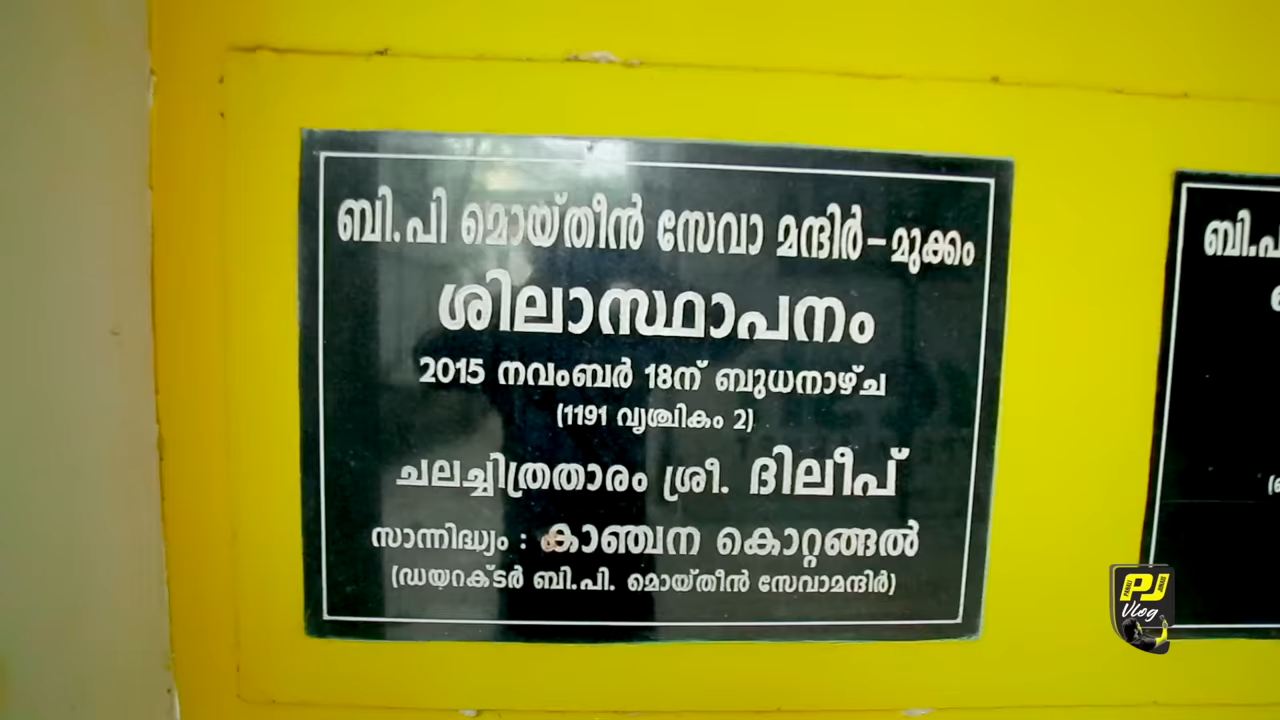 ബി.പി മൊയ്തീൻ സേവാ മന്ദിർ - മുക്കം
ശിലാസ്ഥാപനം
2015 നവംബർ 18ന് ബുധനാഴ്ച
(1191 വൃശ്ചികം 2)
ചലച്ചിത്രതാരം ശ്രീ. ദിലീപ്
സാന്നിദ്ധ്യം : കാഞ്ചന കൊറ്റങ്ങൽ
(ഡയറക്ടർ ബി.പി. മൊയ്തീൻ സേവാമന്ദിർ)
ബി.പ
PJ
Vlog